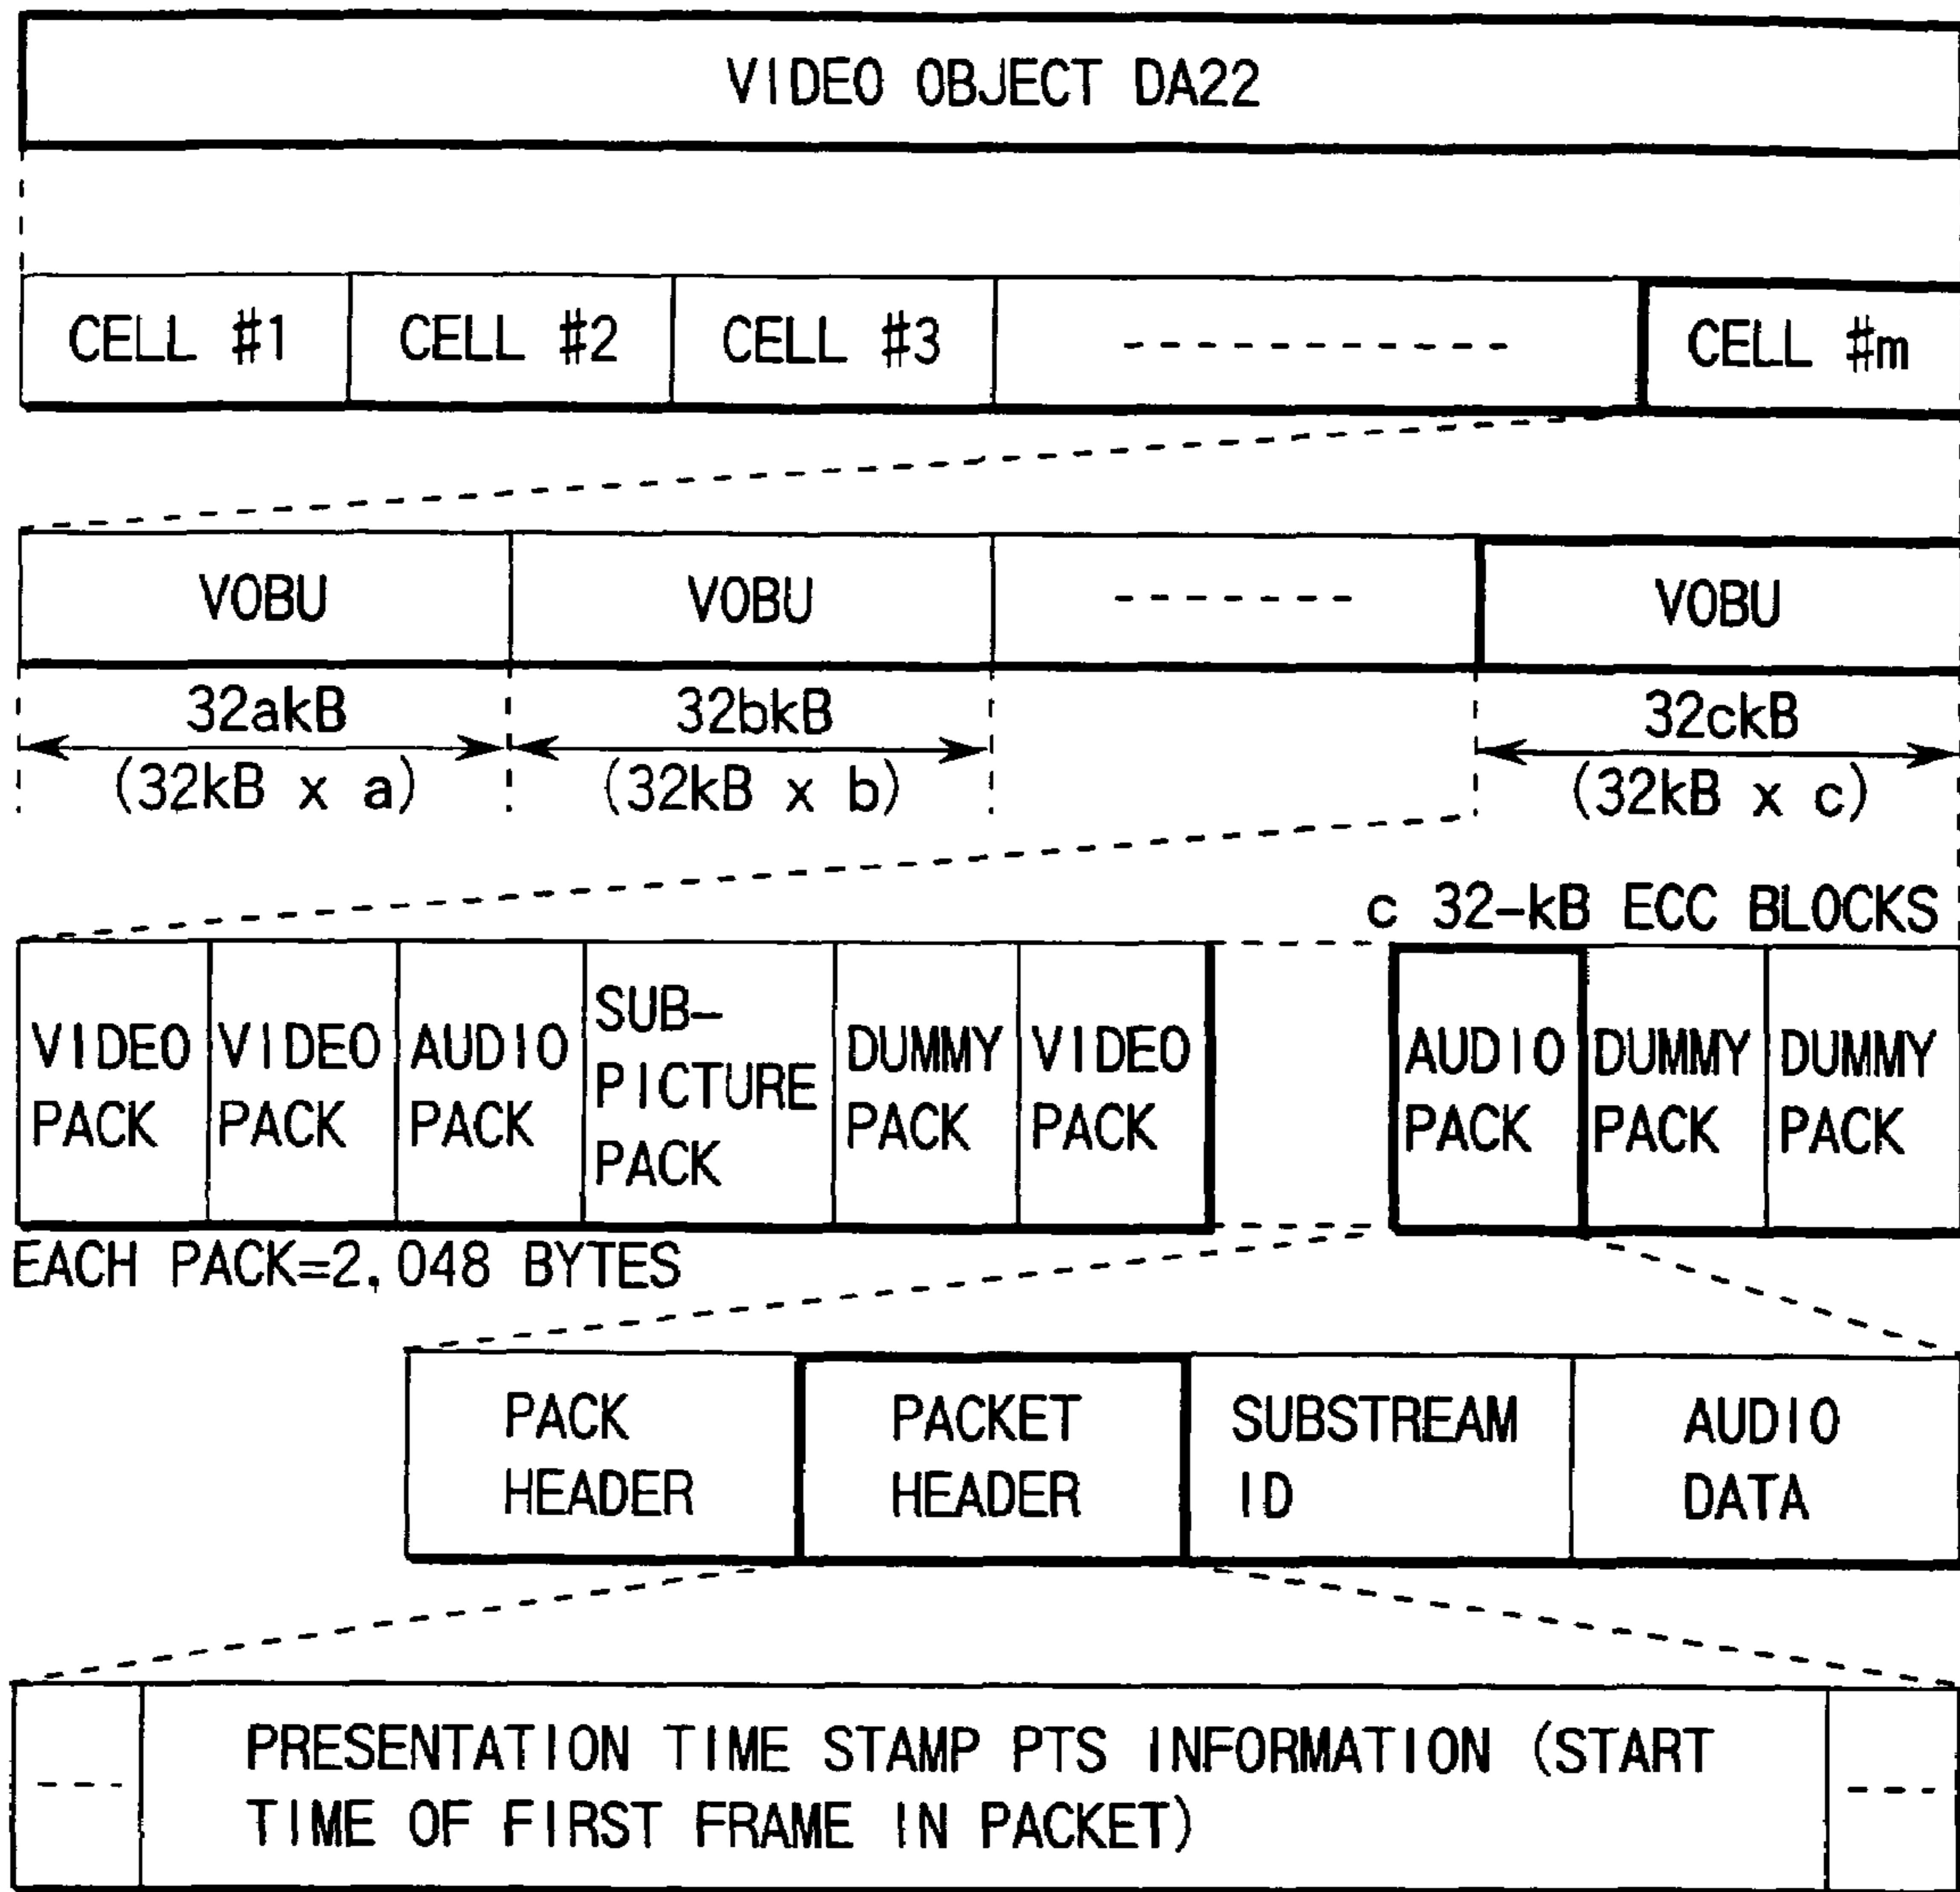 VIDEO OBJECT DA22
CELL #1 CELL #2 CELL #3 ------------- CELL #m
VOBU VOBU ------- VOBU
32akB 32bkB 32ckB
(32kB x a) (32kB x b) (32kB x c)
c 32-kB ECC BLOCKS
VIDEO PACK
VIDEO PACK
AUDIO PACK
SUB-
PICTURE
PACK
DUMMY PACK
VIDEO PACK
AUDIO PACK
DUMMY PACK
DUMMY PACK
EACH PACK=2,048 BYTES
PACK
HEADER
PACKET
HEADER
SUBSTREAM
ID
AUDIO
DATA
--- PRESENTATION TIME STAMP PTS INFORMATION (START
TIME OF FIRST FRAME IN PACKET) ---